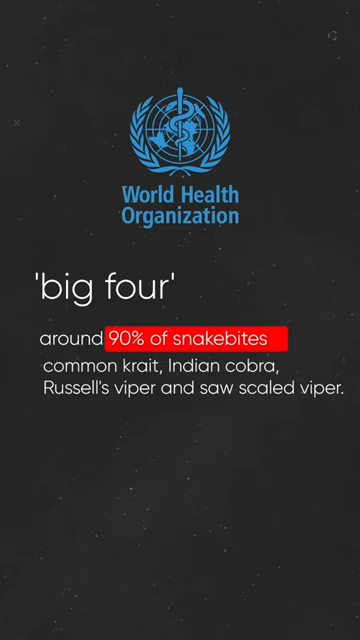 World Health
Organization
'big four'
around 90% of snakebites
common krait, Indian cobra,
Russell's viper and saw scaled viper.